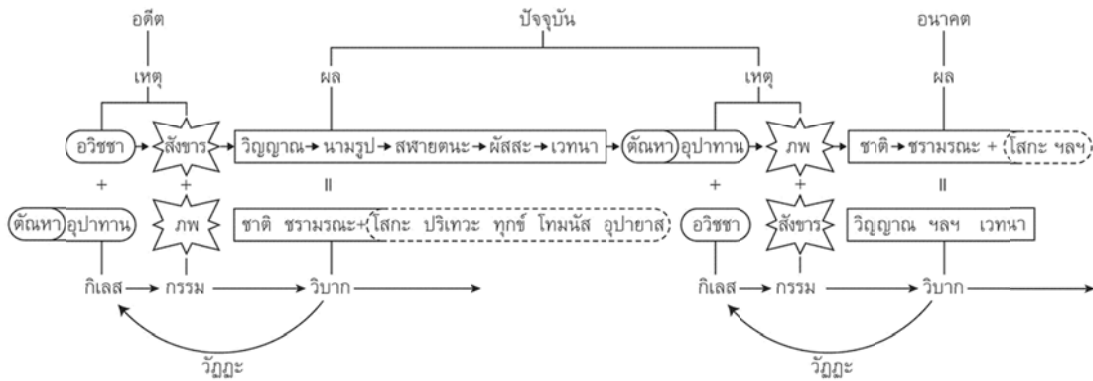 อดีต ปัจจุบัน อนาคต
เหตุ ผล เหตุ ผล
อวิชชา สังขาร วิญญาณ นามรูป สฬายตนะ ผัสสะ เวทนา ตัณหา อุปาทาน ภพ ชาติ ชรามรณะ + โสกะ ฯลฯ
+ + = + + =
ตัณหา อุปาทาน ภพ ชาติ ชรามรณะ+ โสกะ ปริเทวะ ทุกข์ โทมนัส อุปายาส อวิชชา สังขาร วิญญาณ ฯลฯ เวทนา
กิเลส กรรม วิบาก กิเลส กรรม วิบาก
วัฏฏะ วัฏฏะ